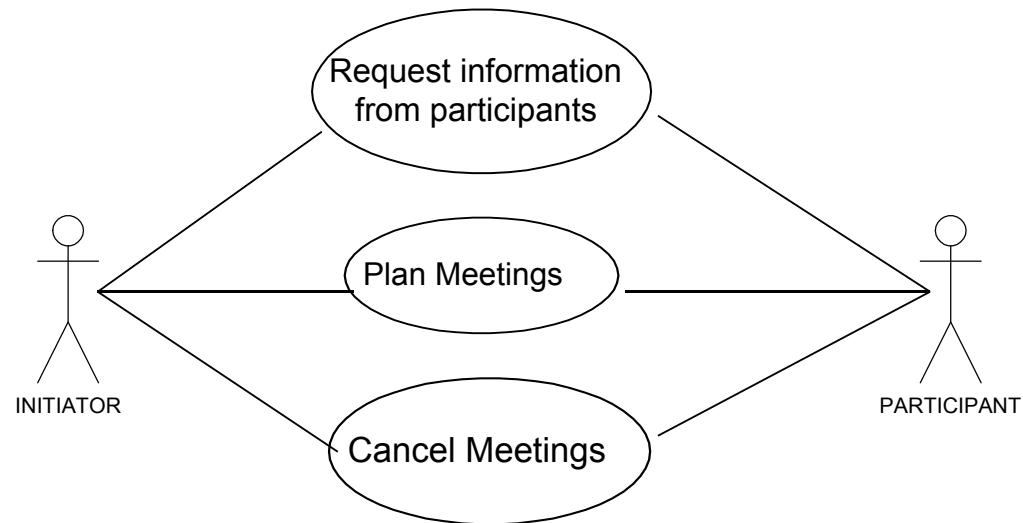 Request information
from participants
Plan Meetings
INITIATOR
PARTICIPANT
Cancel Meetings